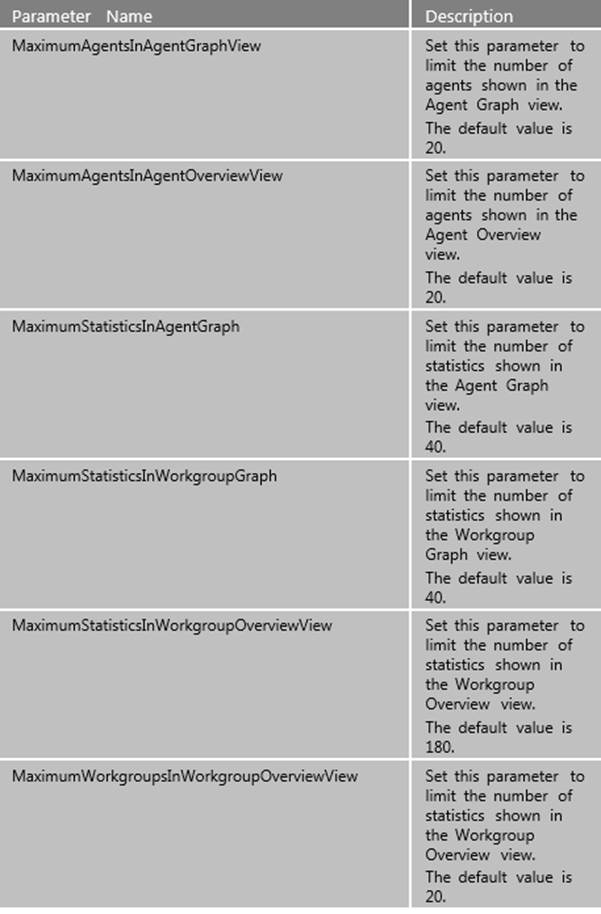 Parameter Name Description
MaximumAgentsInAgentGraphView
Set this parameter to
limit the number of
agents shown in the
Agent Graph view.
The default value is
20.
MaximumAgentsInAgentOverviewView
Set this parameter to
limit the number of
agents shown in the
Agent Overview
view.
The default value is
20.
MaximumStatisticsInAgentGraph
Set this parameter to
limit the number of
statistics shown in
the Agent Graph
view.
The default value is
40.
MaximumStatisticsInWorkgroupGraph
Set this parameter to
limit the number of
statistics shown in
the Workgroup
Graph view.
The default value is
40.
MaximumStatisticsInWorkgroupOverviewView
Set this parameter to
limit the number of
statistics shown in
the Workgroup
Overview view.
The default value is
180.
MaximumWorkgroupsInWorkgroupOverviewView
Set this parameter to
limit the number of
statistics shown in
the Workgroup
Overview view.
The default value is
20.